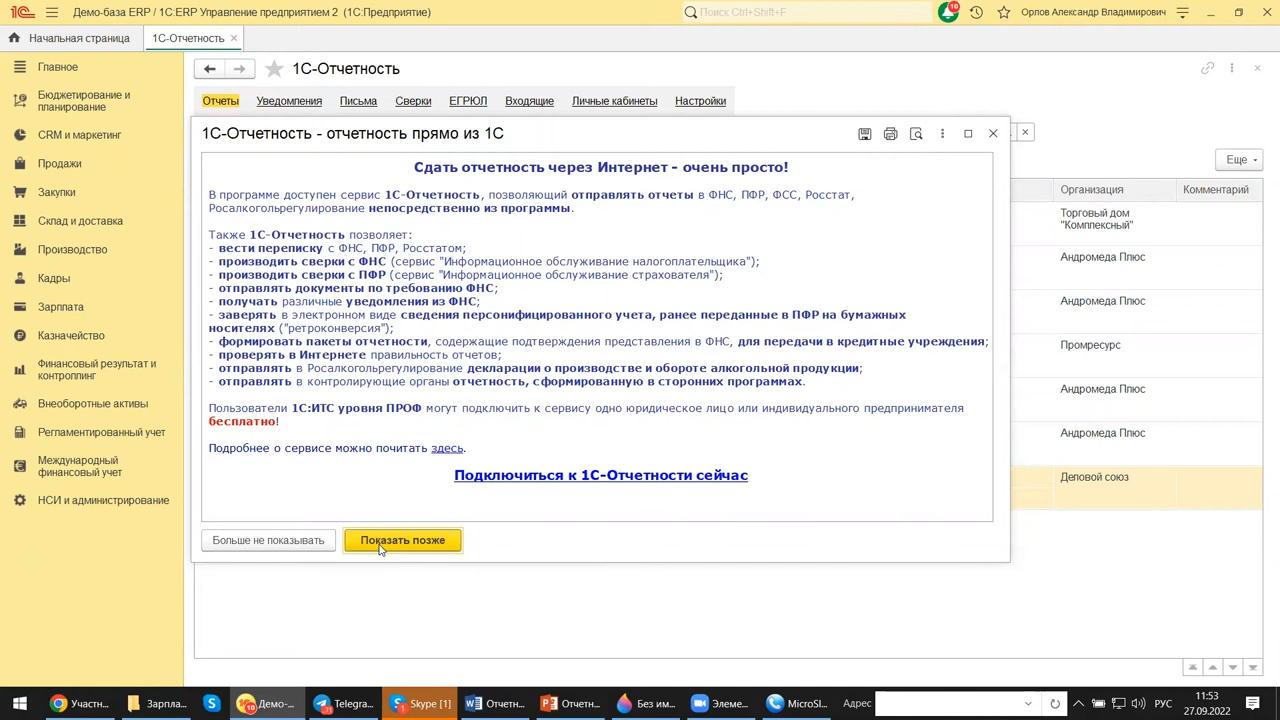 Демо-база ERP / 1С:ERP Управление предприятием 2 (1С:Предприятие)
Поиск Ctrl+Shift+F
10
Орлов Александр Владимирович
Начальная страница
1С-Отчетность ×
Главное
Бюджетирование и
планирование
CRM и маркетинг
Продажи
Закупки
Склад и доставка
Производство
Кадры
Зарплата
Казначейство
Финансовый результат и
контроллинг
Внеоборотные активы
Регламентированный учет
Международный
финансовый учет
НСИ и администрирование
1С-Отчетность
Отчеты Уведомления Письма Сверки ЕГРЮЛ Входящие Личные кабинеты Настройки
1С-Отчетность - отчетность прямо из 1С
Сдать отчетность через Интернет - очень просто!
В программе доступен сервис 1С-Отчетность, позволяющий отправлять отчеты в ФНС, ПФР, ФСС, Росстат,
Росалкогольрегулирование непосредственно из программы.
Также 1С-Отчетность позволяет:
- вести переписку с ФНС, ПФР, Росстатом;
- производить сверки с ФНС (сервис "Информационное обслуживание налогоплательщика");
- производить сверки с ПФР (сервис "Информационное обслуживание страхователя");
- отправлять документы по требованию ФНС;
- получать различные уведомления из ФНС;
- заверять в электронном виде сведения персонифицированного учета, ранее переданные в ПФР на бумажных
носителях ("ретроконверсия");
- формировать пакеты отчетности, содержащие подтверждения представления в ФНС, для передачи в кредитные учреждения;
- проверять в Интернете правильность отчетов;
- отправлять в Росалкогольрегулирование декларации о производстве и обороте алкогольной продукции;
- отправлять в контролирующие органы отчетность, сформированную в сторонних программах.
Пользователи 1С:ИТС уровня ПРОФ могут подключить к сервису одно юридическое лицо или индивидуального предпринимателя
бесплатно!
Подробнее о сервисе можно почитать здесь.
Подключиться к 1С-Отчетности сейчас
Больше не показывать
Показать позже
Еще
Организация Комментарий
Торговый дом
"Комплексный"
Андромеда Плюс
Андромеда Плюс
Промресурс
Андромеда Плюс
Андромеда Плюс
Деловой союз
Участн...
Зарпла...
Демо-...
Telegra...
Skype [1]
Отчетн...
Отчетн...
Без им...
Элеме...
MicroSI...
Адрес
РУС
11:53
27.09.2022